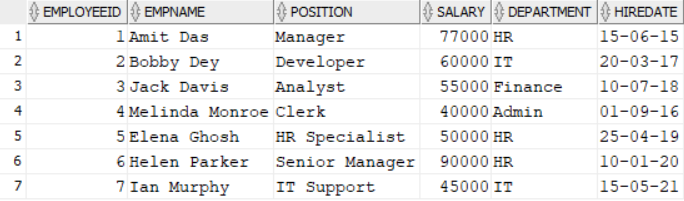 EMPLOYEEID EMPNAME POSITION SALARY DEPARTMENT HIREDATE
1 1 Amit Das Manager 77000 HR 15-06-15
2 2 Bobby Dey Developer 60000 IT 20-03-17
3 3 Jack Davis Analyst 55000 Finance 10-07-18
4 4 Melinda Monroe Clerk 40000 Admin 01-09-16
5 5 Elena Ghosh HR Specialist 50000 HR 25-04-19
6 6 Helen Parker Senior Manager 90000 HR 10-01-20
7 7 Ian Murphy IT Support 45000 IT 15-05-21